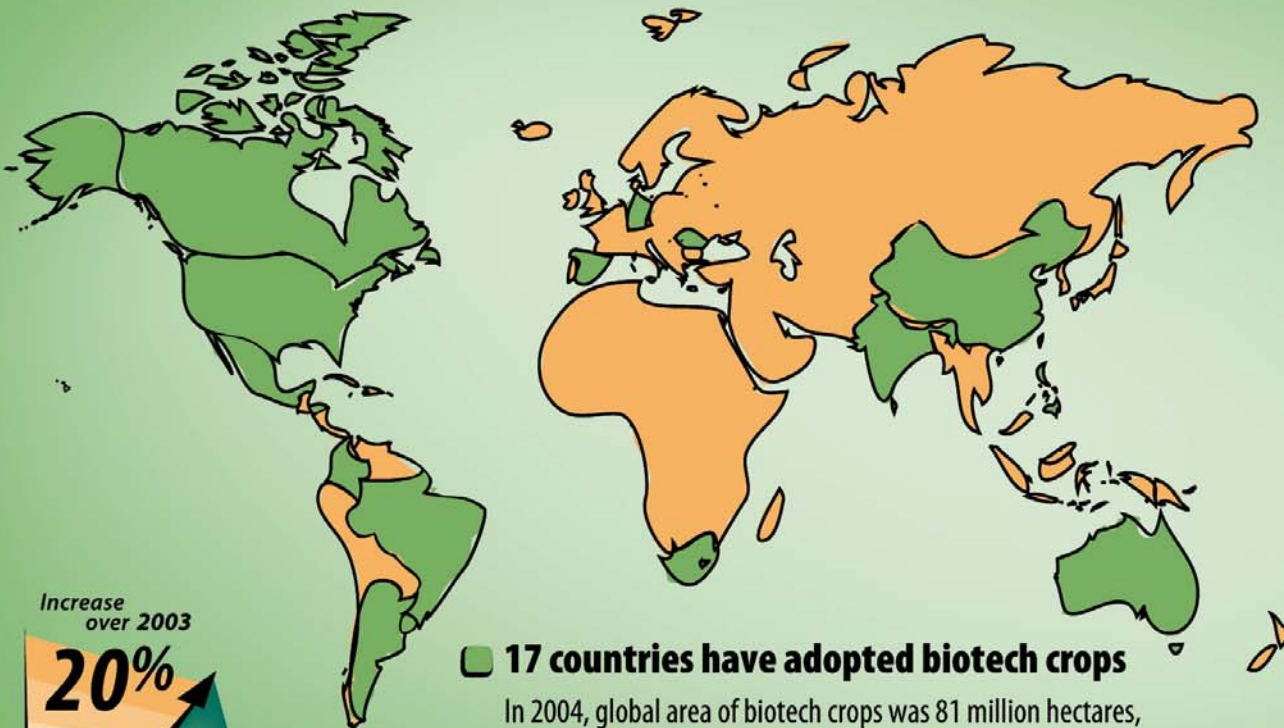 Increase
over 2003
20%
17 countries have adopted biotech crops
In 2004, global area of biotech crops was 81 million hectares,